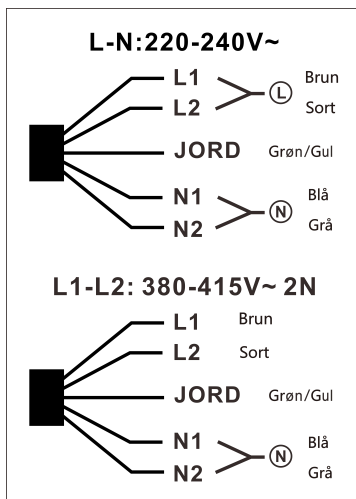 L-N:220-240V~
L1 Brun
L2 Sort
L
JORD Grøn/Gul
N1 Blå
N2 Grå
N
L1-L2: 380-415V~ 2N
L1 Brun
L2 Sort
JORD Grøn/Gul
N1 Blå
N2 Grå
N